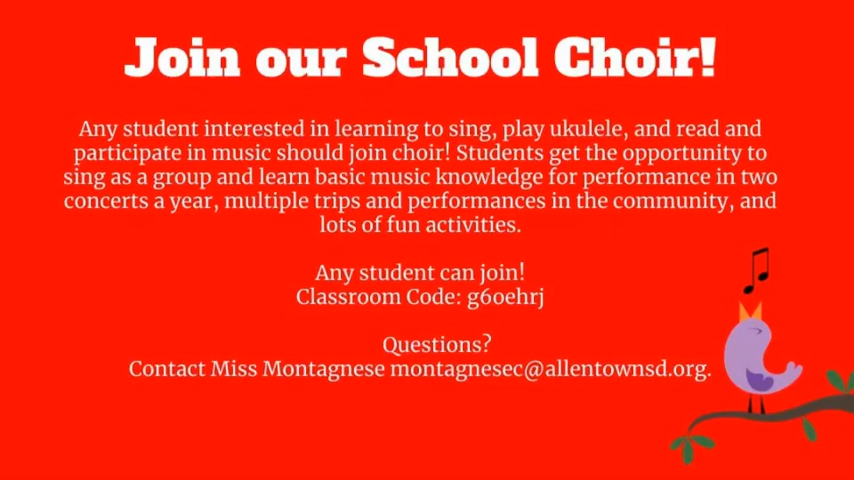 Join our School Choir!
Any student interested in learning to sing, play ukulele, and read and
participate in music should join choir! Students get the opportunity to
sing as a group and learn basic music knowledge for performance in two
concerts a year, multiple trips and performances in the community, and
lots of fun activities.
Any student can join!
Classroom Code: g6oehrj
Questions?
Contact Miss Montagnese montagnesec@allentownsd.org.